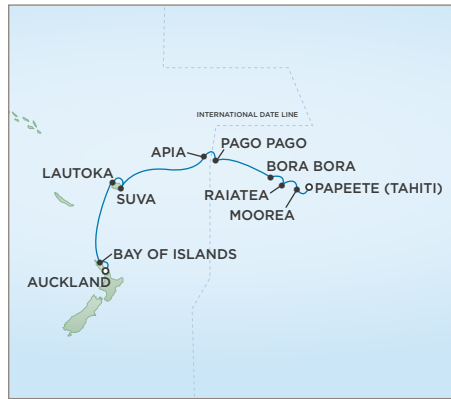 INTERNATIONAL DATE LINE
PAGO PAGO
APIA
BORA BORA
LAUTOKA
RAIATEA
PAPEETE (TAHITI)
SUVA
MOOREA
BAY OF ISLANDS
AUCKLAND